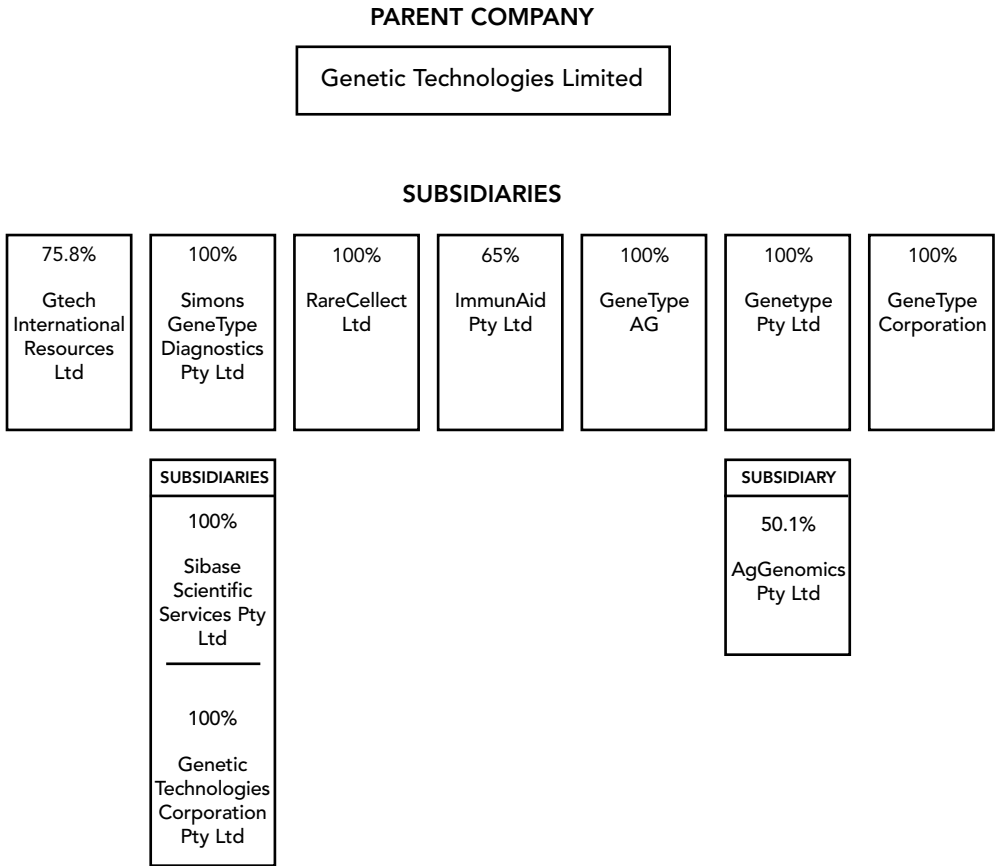 PARENT COMPANY
Genetic Technologies Limited
SUBSIDIARIES
75.8%
Gtech
International
Resources
Ltd
100%
Simons
GeneType
Diagnostics
Pty Ltd
100%
RareCellect
Ltd
65%
ImmunAid
Pty Ltd
100%
GeneType
AG
100%
Genetype
Pty Ltd
100%
GeneType
Corporation
SUBSIDIARIES
100%
Sibase
Scientific
Services Pty
Ltd
100%
Genetic
Technologies
Corporation
Pty Ltd
SUBSIDIARY
50.1%
AgGenomics
Pty Ltd